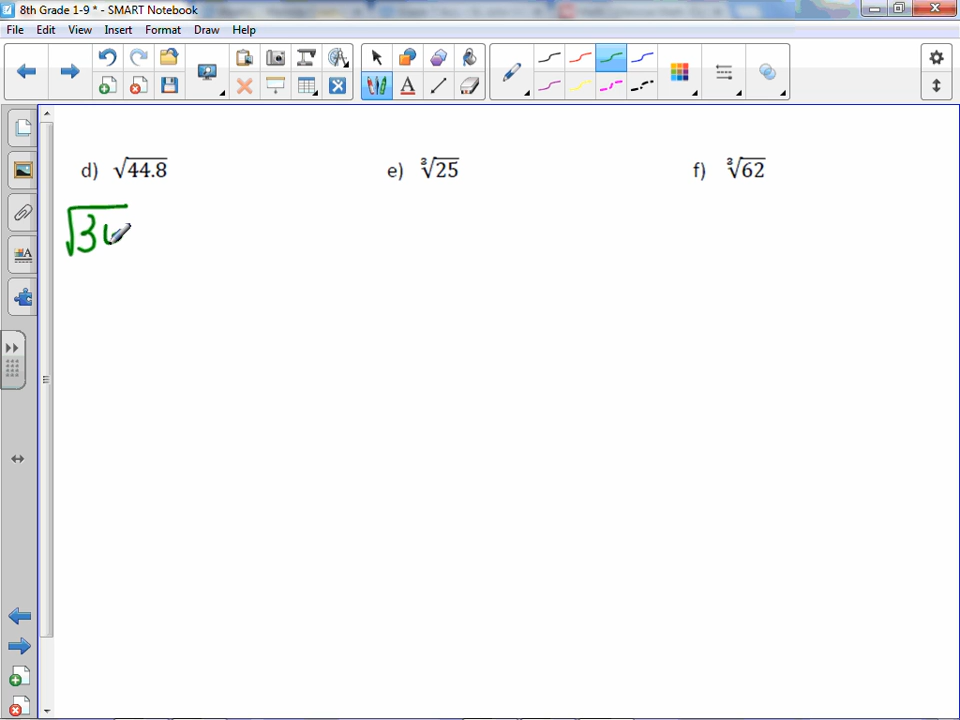 8th Grade 1-9 * - SMART Notebook
File Edit View Insert Format Draw Help
d) √44.8 e) ∛25 f) ∛62
√3